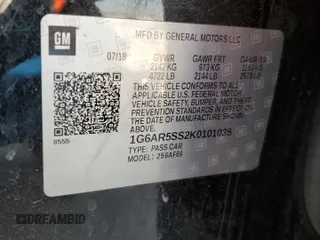 GM
MFD BY GENERAL MOTORS LLC
07/18 GVWR GAWR FRT GAWR RR
2142 KG 973 KG
4722 LB 2144 LB
THIS VEHICLE CONFORMS TO ALL
APPLICABLE U.S. FEDERAL MOTOR
VEHICLE SAFETY, BUMPER, AND THEFT
PREVENTION STANDARDS IN EFFECT ON THE
DATE OF MANUFACTURE SHOWN ABOVE
1G6AR5SS2K0101035
TYPE: PASS CAR
MODEL: 256AF69
8555
DREAMBID